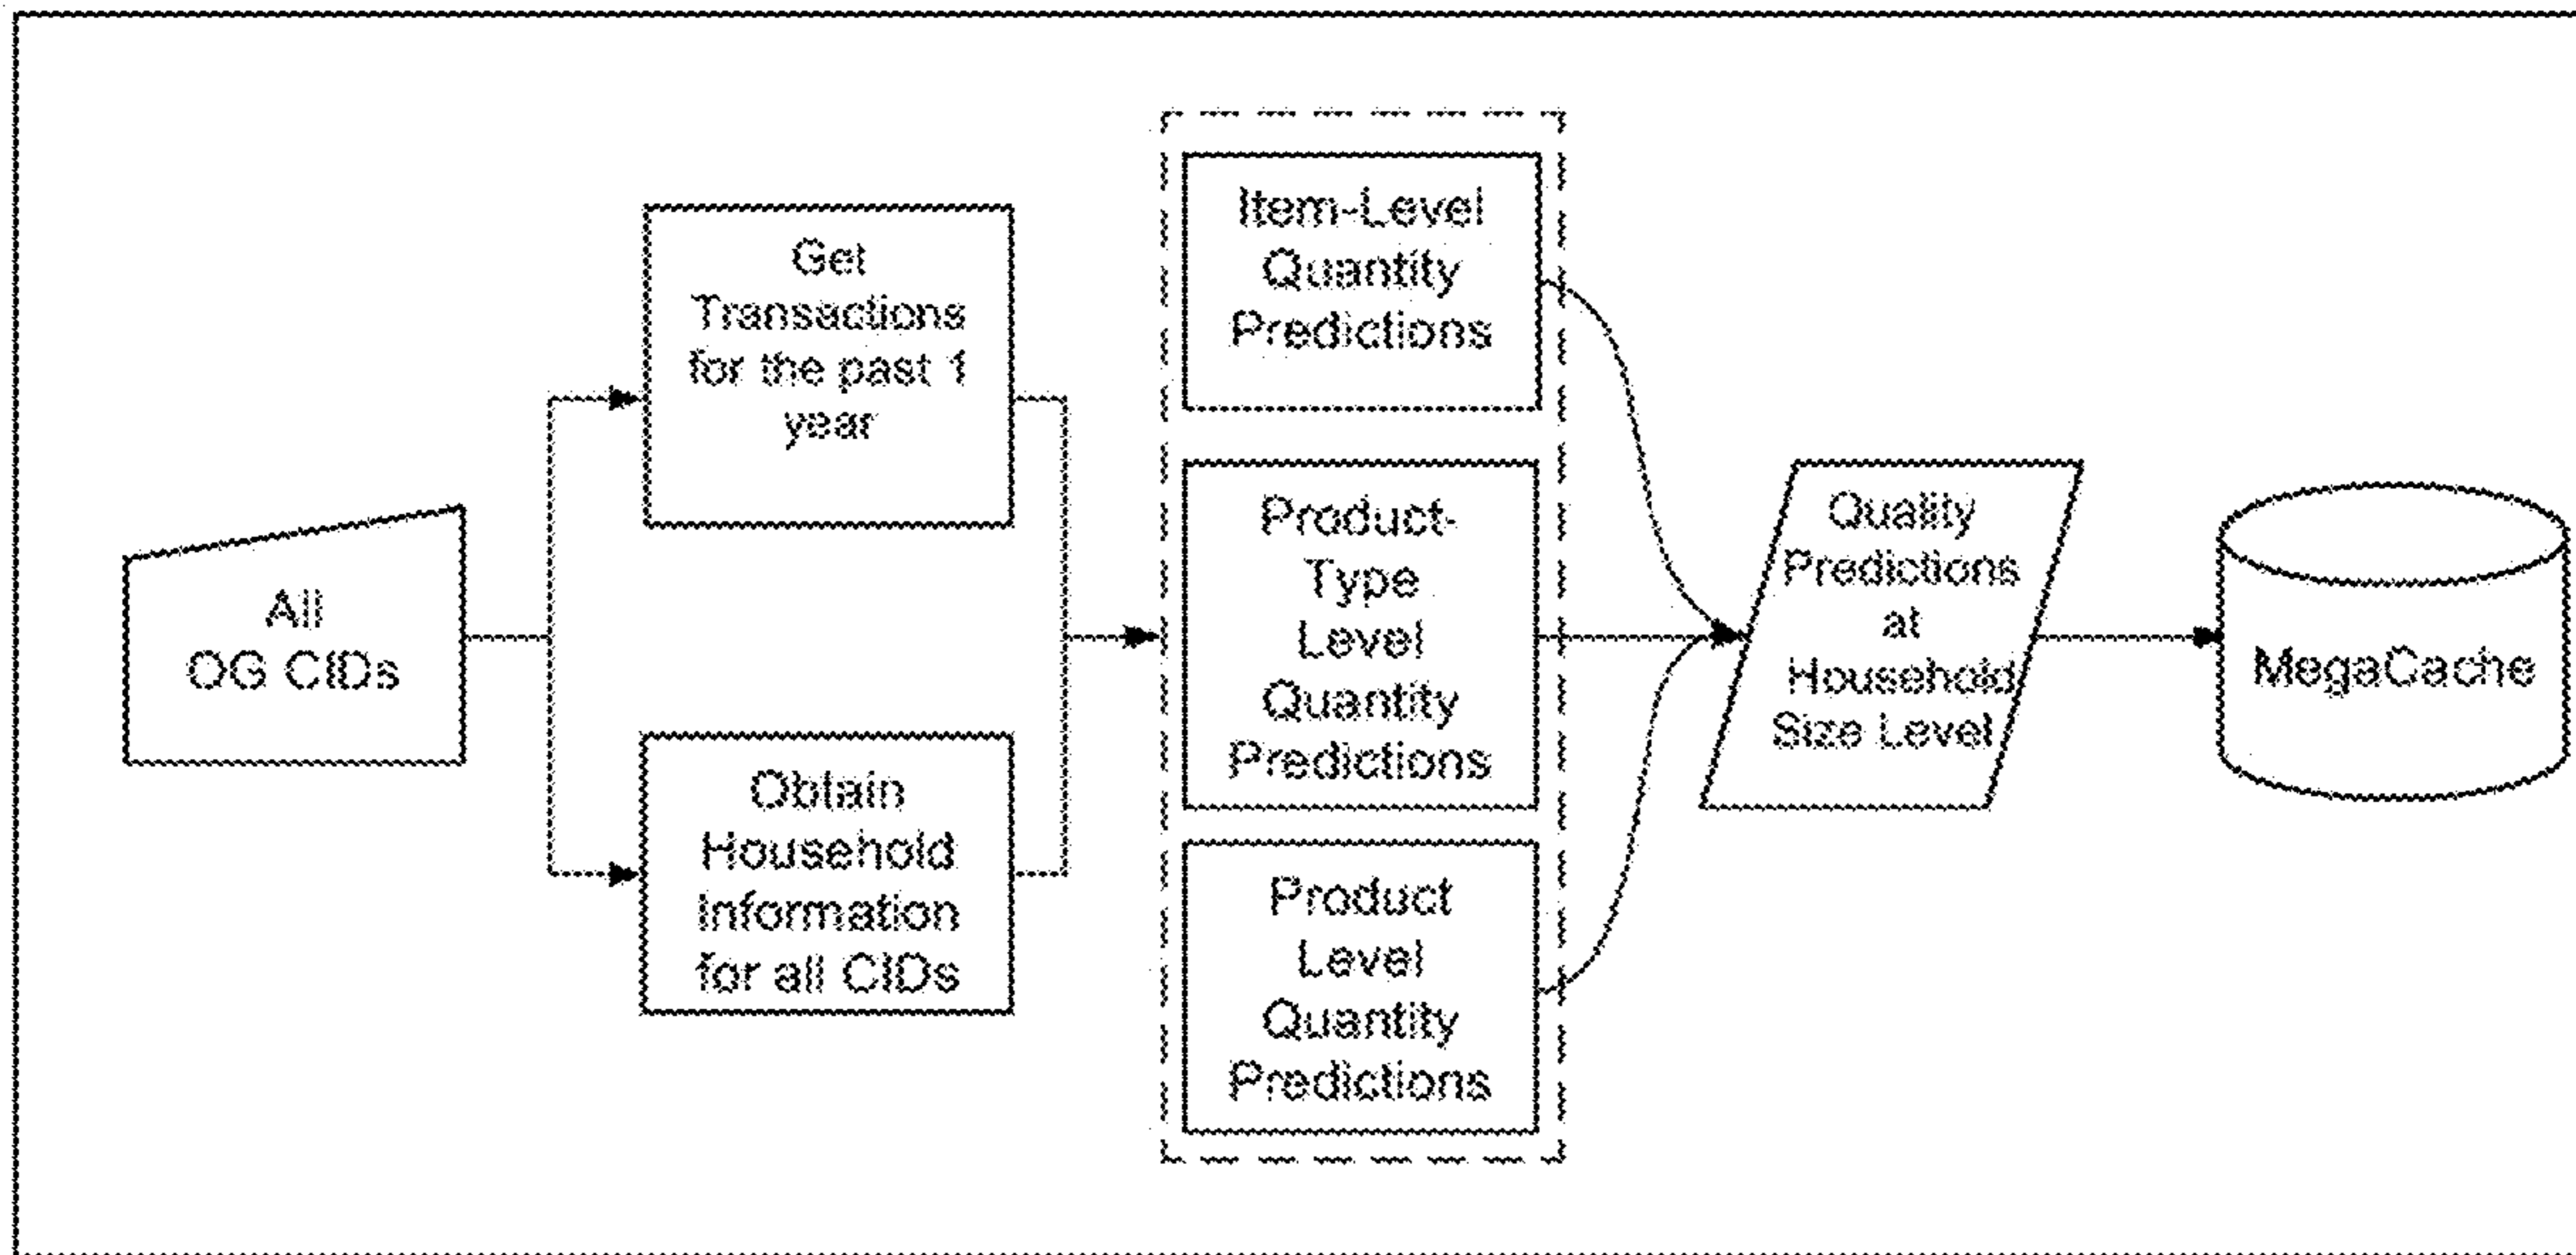 All
OG CIDs
Get
Transactions
for the past 1
year
Obtain
Household
Information
for all CIDs
Item-Level
Quantity
Predictions
Product-
Type
Level
Quantity
Predictions
Product
Level
Quantity
Predictions
Quality
Predictions
at
Household
Size Level
MegaCache